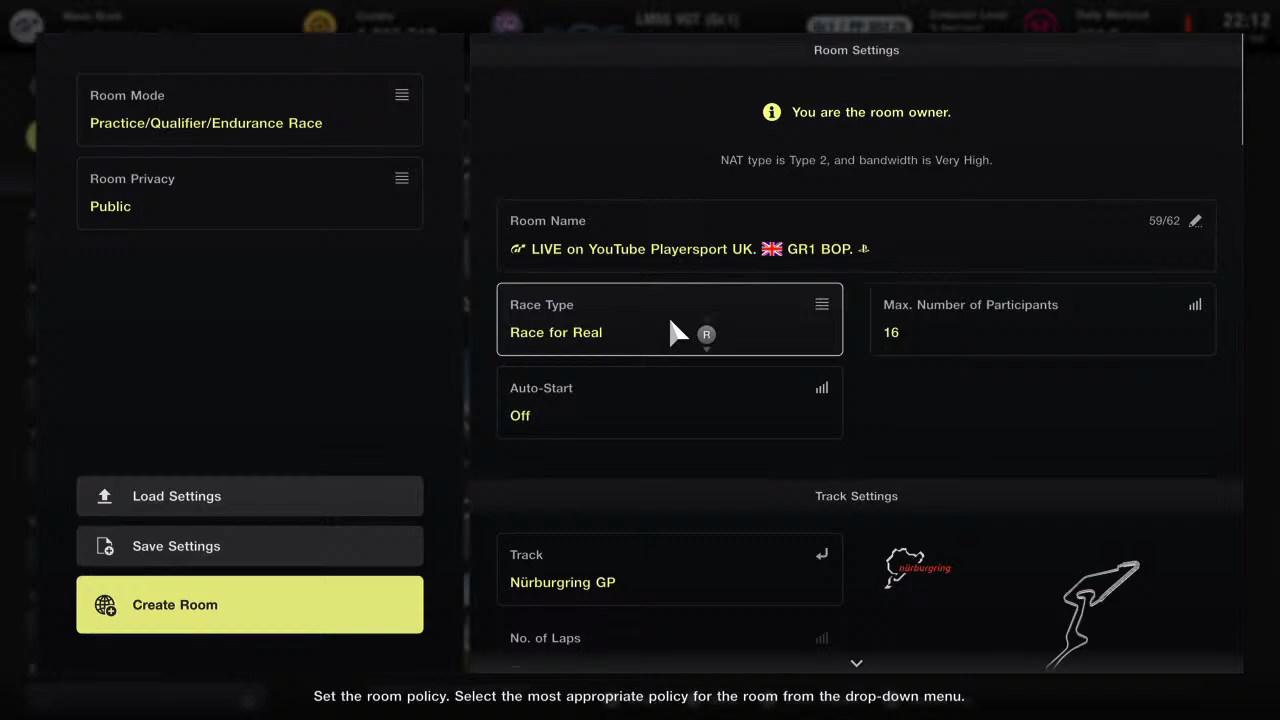 22:12
Room Mode
Practice/Qualifier/Endurance Race
Room Privacy
Public
Load Settings
Save Settings
Create Room
Room Settings
You are the room owner.
NAT type is Type 2, and bandwidth is Very High.
Room Name
59/62
LIVE on YouTube Playersport UK. 🇬🇧 GR1 BOP.
Race Type
Race for Real
R
Max. Number of Participants
16
Auto-Start
Off
Track Settings
Track
Nürburgring GP
nürburgring
No. of Laps
Set the room policy. Select the most appropriate policy for the room from the drop-down menu.